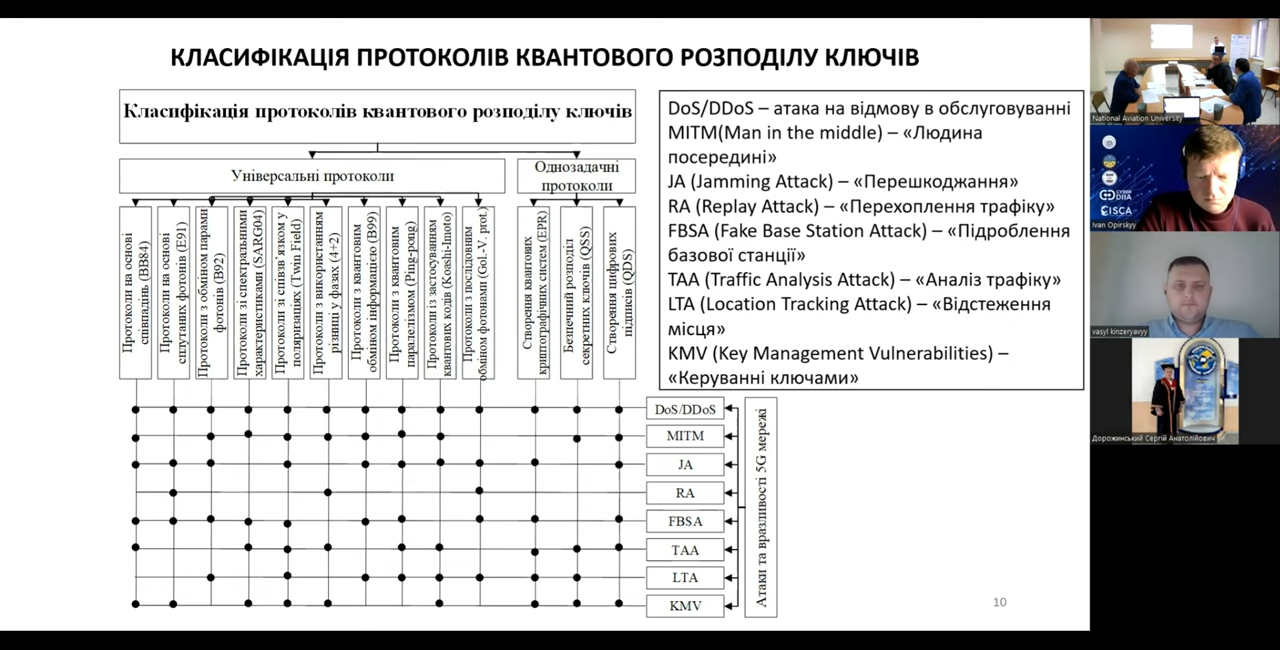 КЛАСИФІКАЦІЯ ПРОТОКОЛІВ КВАНТОВОГО РОЗПОДІЛУ КЛЮЧІВ
Класифікація протоколів квантового розподілу ключів
Універсальні протоколи
Однозадачні
протоколи
Протоколи на основі
співпадінь (BB84)
Протоколи на основі
сплутаних фотонів (E91)
Протоколи з обміном парами
фотонів (B92)
Протоколи зі спектральними
характеристиками (SARG04)
Протоколи зі співзв'язком у
поляризаціях (Twin Field)
Протоколи з використанням
різниці у фазах (4+2)
Протоколи з квантовим
обміном інформацією (B99)
Протоколи з квантовим
паралелізмом (Ping-pong)
Протоколи із застосуванням
квантових кодів (Koashi-Imoto)
Протоколи з послідовним
обміном фотонами (Gol.-V. prot.)
Створення квантових
криптографічних систем (EPR)
Безпечний розподіл
секретних ключів (QSS)
Створення цифрових
підписів (QDS)
DoS/DDoS
MITM
JA
RA
FBSA
TAA
LTA
KMV
Атаки та вразливості 5G мережі
DoS/DDoS – атака на відмову в обслуговуванні
MITM(Man in the middle) – «Людина
посередині»
JA (Jamming Attack) – «Перешкоджання»
RA (Replay Attack) – «Перехоплення трафіку»
FBSA (Fake Base Station Attack) – «Підроблення
базової станції»
TAA (Traffic Analysis Attack) – «Аналіз трафіку»
LTA (Location Tracking Attack) – «Відстеження
місця»
KMV (Key Management Vulnerabilities) –
«Керуванні ключами»
10
National Aviation University
CYBER
DIIA
ISCA
Ivan Opirskyy
vasyl kinzeryavyy
Дорожинський Сергій Анатолійович